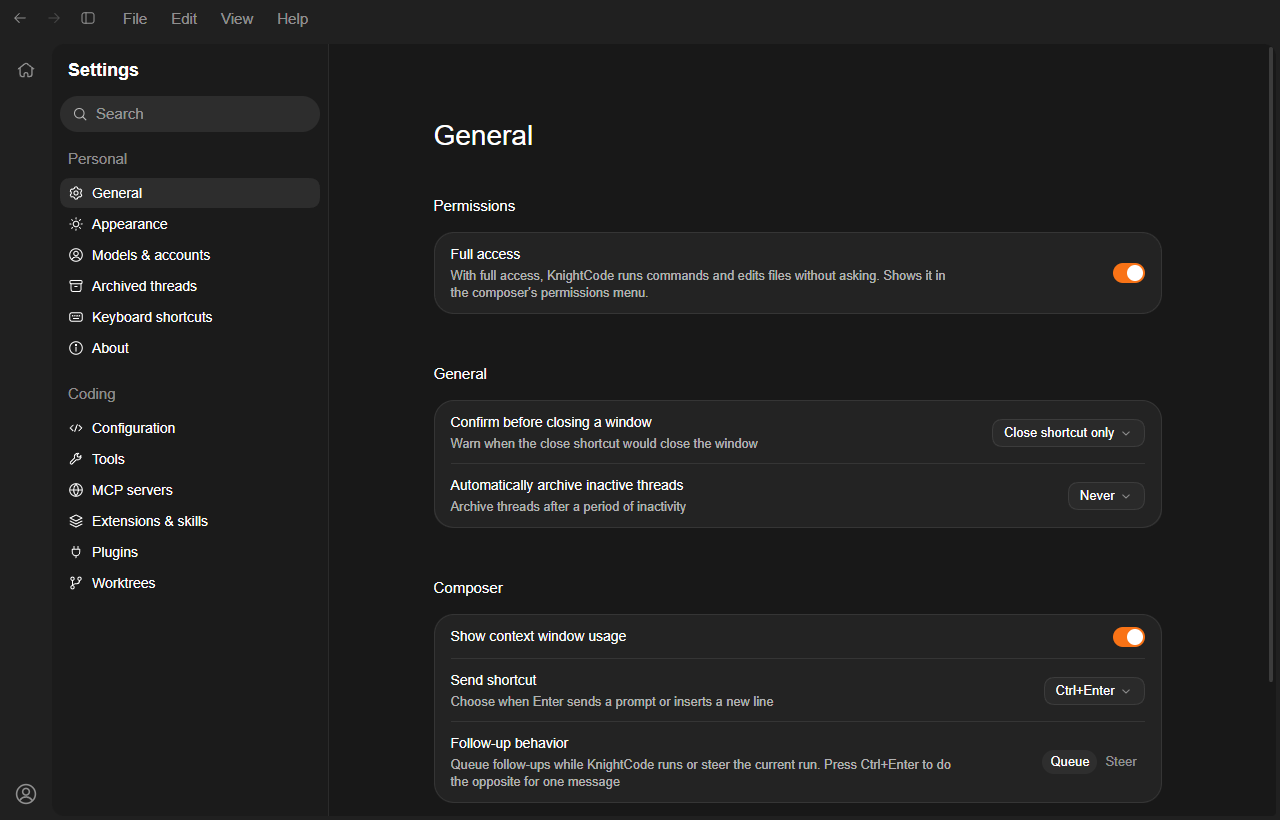 File Edit View Help
Settings
Search
Personal
General
Appearance
Models & accounts
Archived threads
Keyboard shortcuts
About
Coding
Configuration
Tools
MCP servers
Extensions & skills
Plugins
Worktrees
General
Permissions
Full access
With full access, KnightCode runs commands and edits files without asking. Shows it in
the composer's permissions menu.
General
Confirm before closing a window
Warn when the close shortcut would close the window
Close shortcut only
Automatically archive inactive threads
Archive threads after a period of inactivity
Never
Composer
Show context window usage
Send shortcut
Choose when Enter sends a prompt or inserts a new line
Ctrl+Enter
Follow-up behavior
Queue follow-ups while KnightCode runs or steer the current run. Press Ctrl+Enter to do
the opposite for one message
Queue Steer